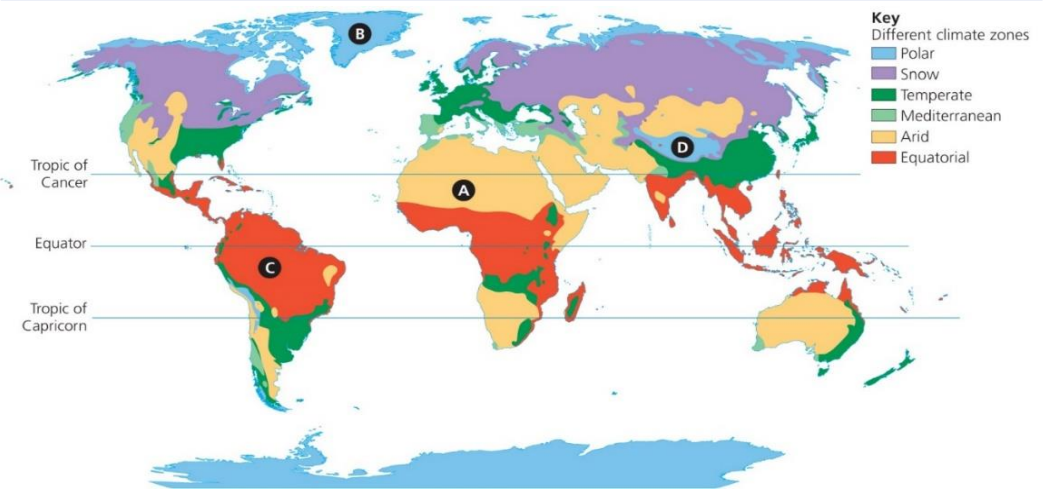 Key
Different climate zones
Polar
Snow
Temperate
Mediterranean
Arid
Equatorial
B
D
Tropic of
Cancer
A
Equator
C
Tropic of
Capricorn